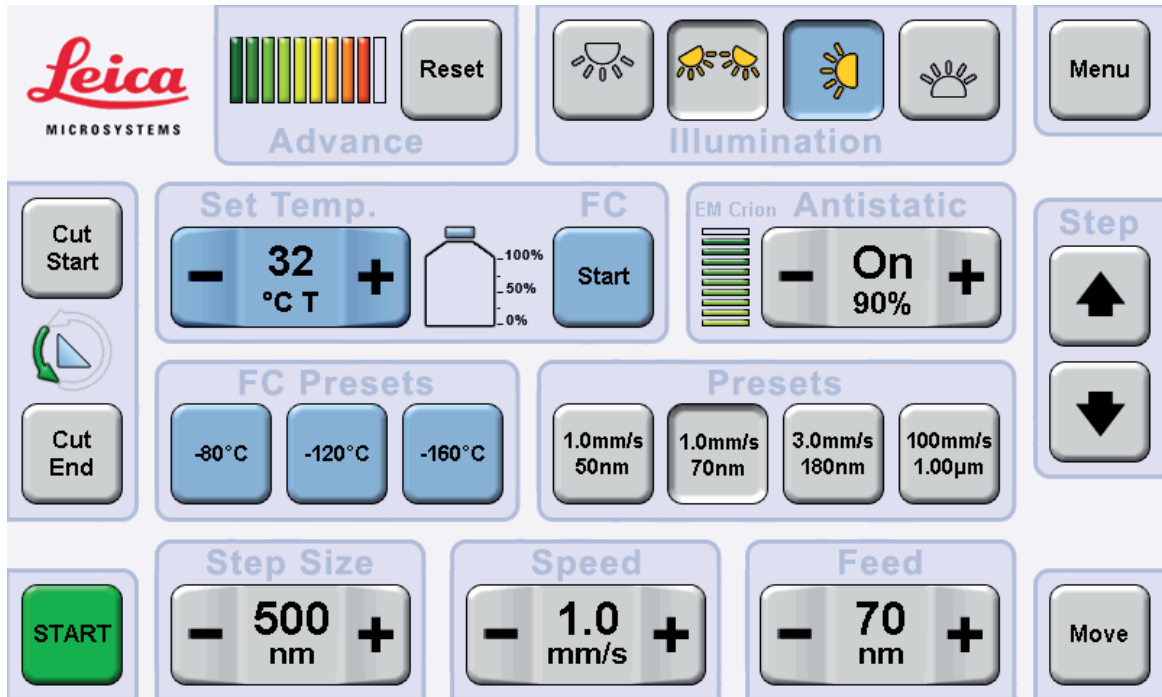 Leica
MICROSYSTEMS
Reset
Advance
Illumination
Menu
Cut
Start
Set Temp.
32
°C T
100%
50%
0%
FC
Start
EM Crion
Antistatic
On
90%
Step
Cut
End
FC Presets
-80°C
-120°C
-160°C
Presets
1.0mm/s
50nm
1.0mm/s
70nm
3.0mm/s
180nm
100mm/s
1.00µm
START
Step Size
500
nm
Speed
1.0
mm/s
Feed
70
nm
Move